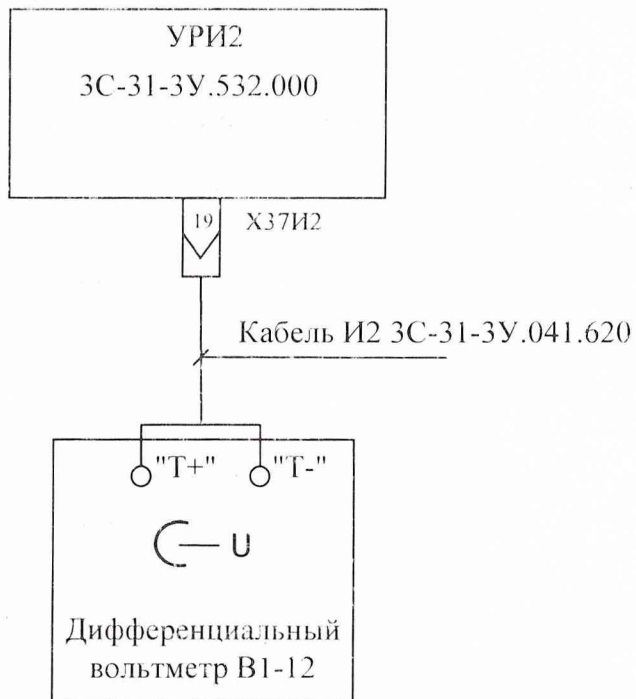 УРИ2
3С-31-3У.532.000
19 Х37И2
Кабель И2 3С-31-3У.041.620
"Т+" "Т-"
U
Дифференциальный
вольтметр В1-12